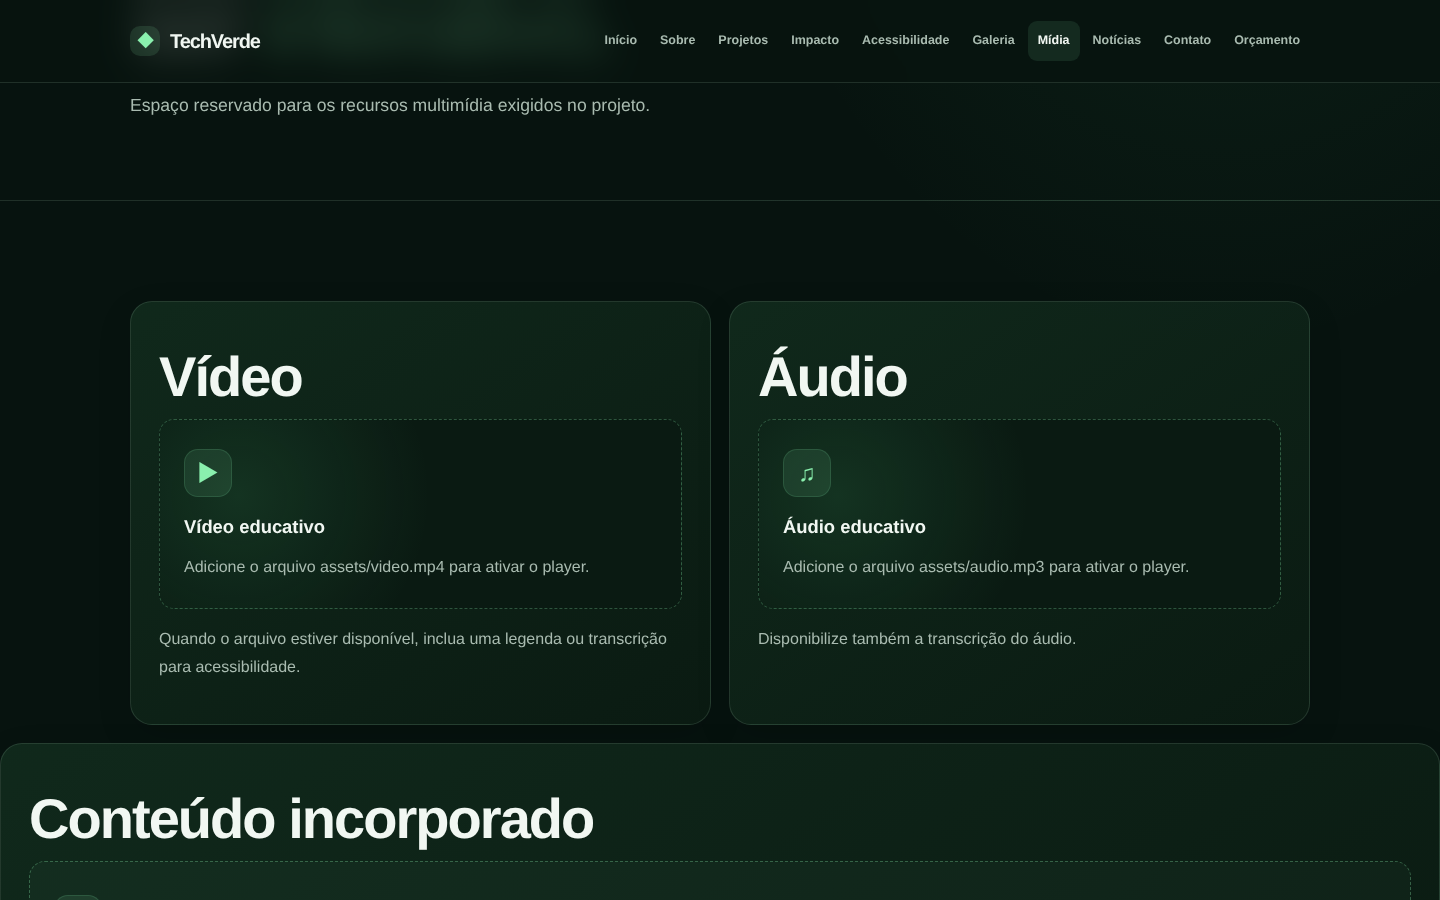 TechVerde
Início Sobre Projetos Impacto Acessibilidade Galeria Mídia Notícias Contato Orçamento
Espaço reservado para os recursos multimídia exigidos no projeto.
Vídeo
Vídeo educativo
Adicione o arquivo assets/video.mp4 para ativar o player.
Quando o arquivo estiver disponível, inclua uma legenda ou transcrição
para acessibilidade.
Áudio
Áudio educativo
Adicione o arquivo assets/audio.mp3 para ativar o player.
Disponibilize também a transcrição do áudio.
Conteúdo incorporado